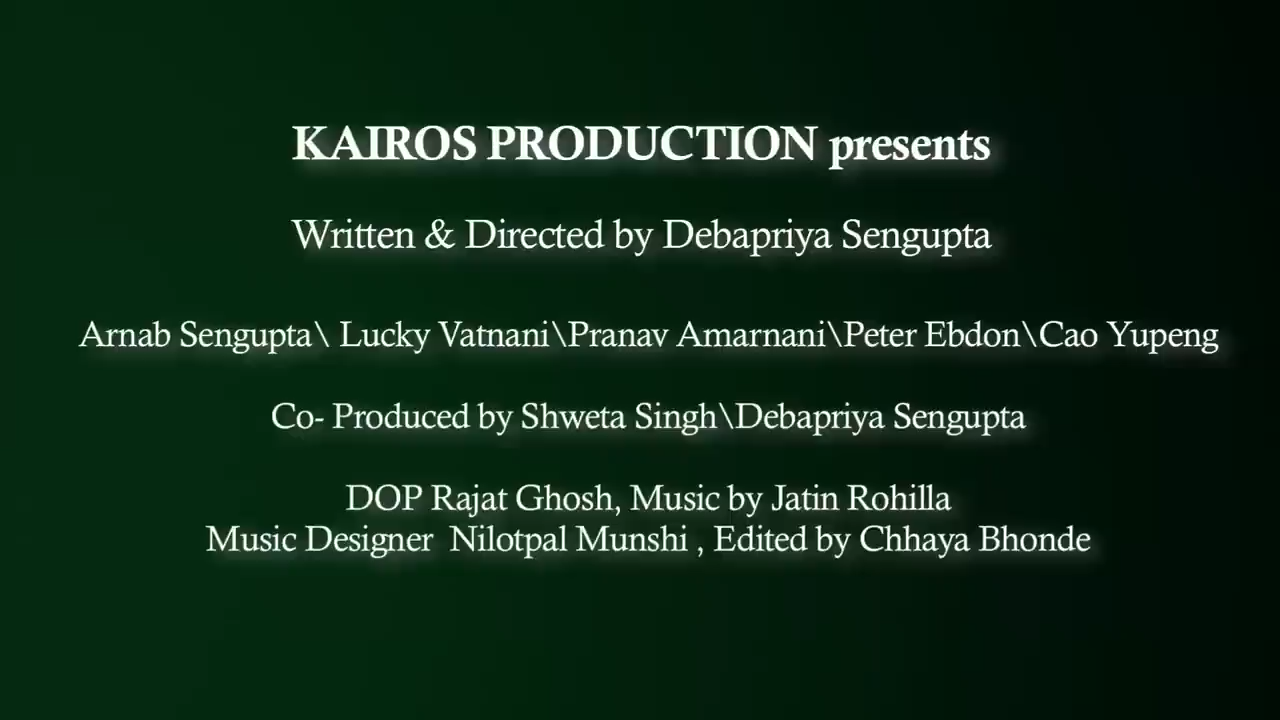 KAIROS PRODUCTION presents
Written & Directed by Debapriya Sengupta
Arnab Sengupta\ Lucky Vatnani\Pranav Amarnani\Peter Ebdon\Cao Yupeng
Co- Produced by Shweta Singh\Debapriya Sengupta
DOP Rajat Ghosh, Music by Jatin Rohilla
Music Designer  Nilotpal Munshi , Edited by Chhaya Bhonde